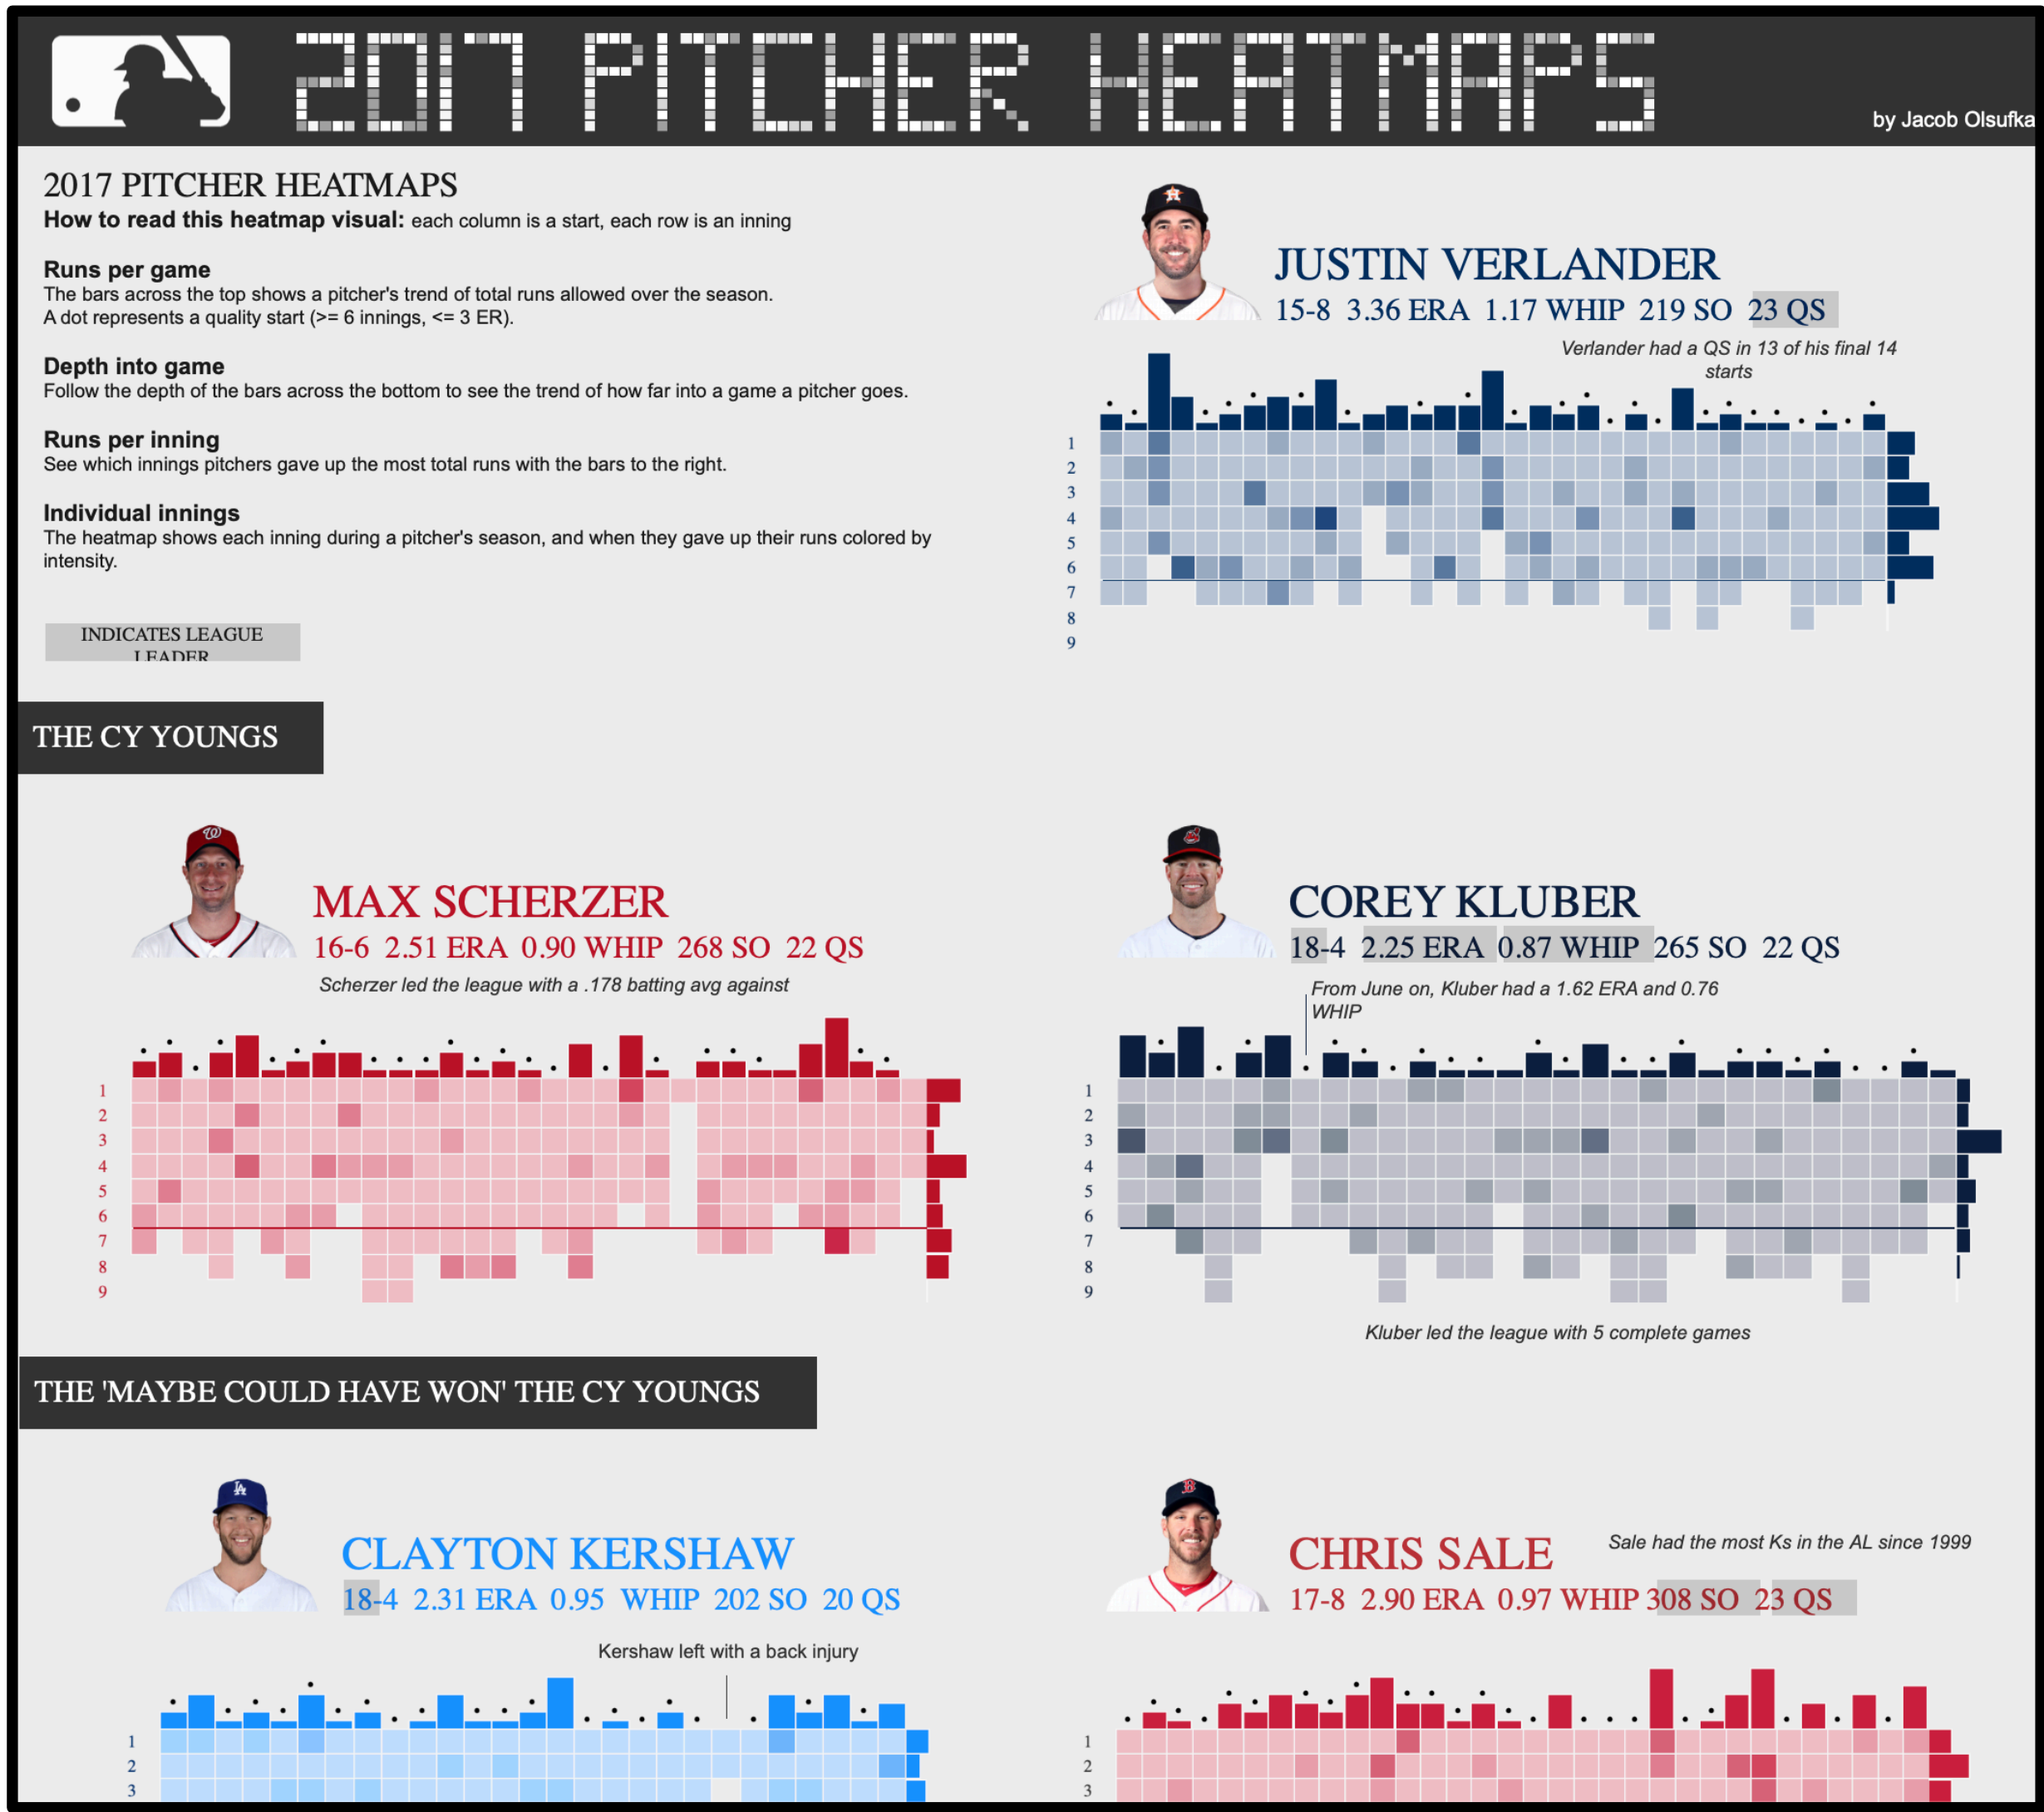 2017 PITCHER HEATMAPS
by Jacob Olsufka
2017 PITCHER HEATMAPS
How to read this heatmap visual: each column is a start, each row is an inning
Runs per game
The bars across the top shows a pitcher's trend of total runs allowed over the season.
A dot represents a quality start (>= 6 innings, <= 3 ER).
Depth into game
Follow the depth of the bars across the bottom to see the trend of how far into a game a pitcher goes.
Runs per inning
See which innings pitchers gave up the most total runs with the bars to the right.
Individual innings
The heatmap shows each inning during a pitcher's season, and when they gave up their runs colored by
intensity.
INDICATES LEAGUE
LEADER
JUSTIN VERLANDER
15-8 3.36 ERA 1.17 WHIP 219 SO 23 QS
Verlander had a QS in 13 of his final 14
starts
1
2
3
4
5
6
7
8
9
THE CY YOUNGS
W
MAX SCHERZER
16-6 2.51 ERA 0.90 WHIP 268 SO 22 QS
Scherzer led the league with a .178 batting avg against
1
2
3
4
5
6
7
8
9
COREY KLUBER
18-4 2.25 ERA 0.87 WHIP 265 SO 22 QS
From June on, Kluber had a 1.62 ERA and 0.76
WHIP
1
2
3
4
5
6
7
8
9
Kluber led the league with 5 complete games
THE 'MAYBE COULD HAVE WON' THE CY YOUNGS
LA
CLAYTON KERSHAW
18-4 2.31 ERA 0.95 WHIP 202 SO 20 QS
Kershaw left with a back injury
1
2
3
B
CHRIS SALE
Sale had the most Ks in the AL since 1999
17-8 2.90 ERA 0.97 WHIP 308 SO 23 QS
1
2
3